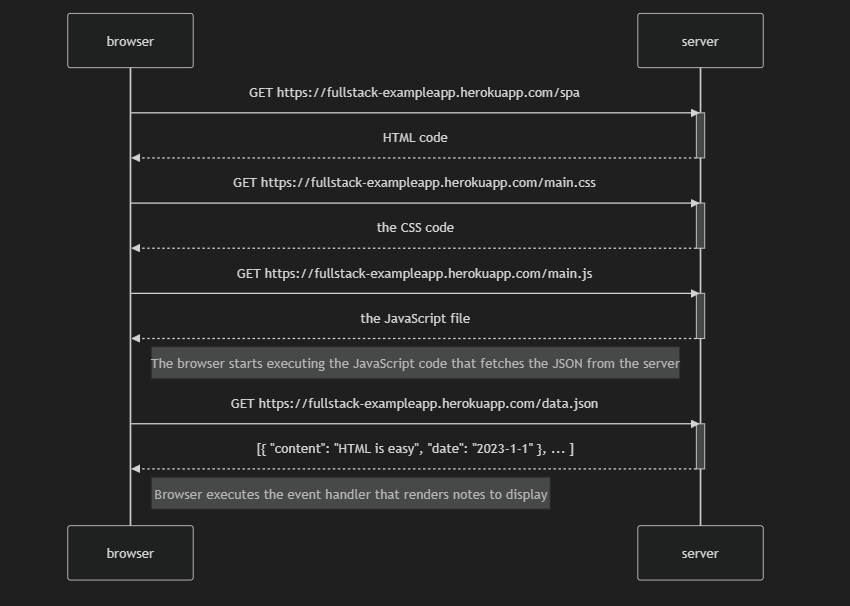 browser
server
GET https://fullstack-exampleapp.herokuapp.com/spa
HTML code
GET https://fullstack-exampleapp.herokuapp.com/main.css
the CSS code
GET https://fullstack-exampleapp.herokuapp.com/main.js
the JavaScript file
The browser starts executing the JavaScript code that fetches the JSON from the server
GET https://fullstack-exampleapp.herokuapp.com/data.json
[{ "content": "HTML is easy", "date": "2023-1-1" }, ... ]
Browser executes the event handler that renders notes to display
browser
server